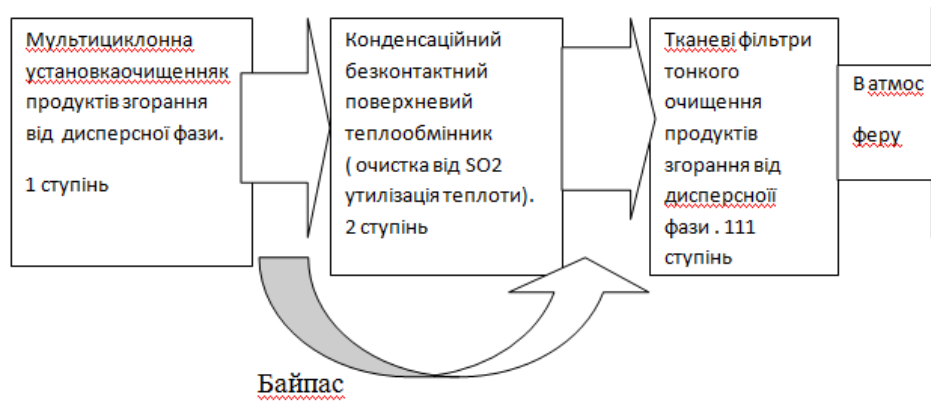 Мультициклонна
установкаочищенняк
продуктів згорання
від дисперсної фази.
1 ступінь
Конденсаційний
безконтактний
поверхневий
теплообмінник
( очистка від SO2
утилізація теплоти).
2 ступінь
Тканеві фільтри
тонкого
очищення
продуктів
згорання від
дисперсноїї
фази . 111
ступінь
В атмос
феру
Байпас